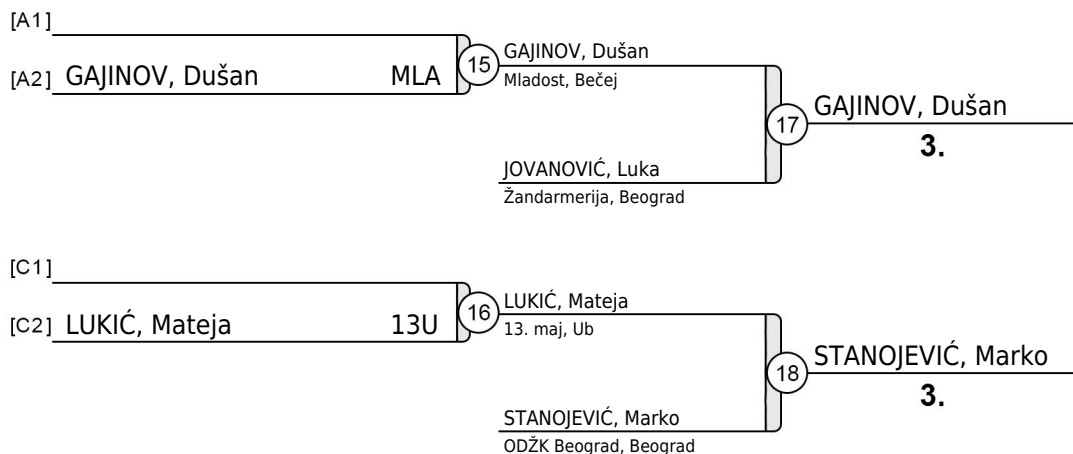 [A1]
[A2] GAJINOV, Dušan MLA
15
GAJINOV, Dušan
Mladost, Bečej
JOVANOVIĆ, Luka
Žandarmerija, Beograd
17
GAJINOV, Dušan
3.
[C1]
[C2] LUKIĆ, Mateja 13U
16
LUKIĆ, Mateja
13. maj, Ub
STANOJEVIĆ, Marko
ODŽK Beograd, Beograd
18
STANOJEVIĆ, Marko
3.